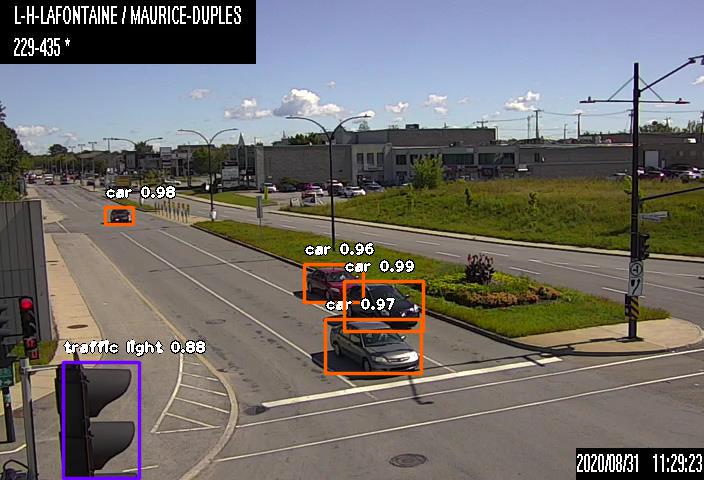 L-H-LAFONTAINE / MAURICE-DUPLES
229-435 *
car 0.98
car 0.96
car 0.99
car 0.97
traffic light 0.88
2020/08/31 11:29:23